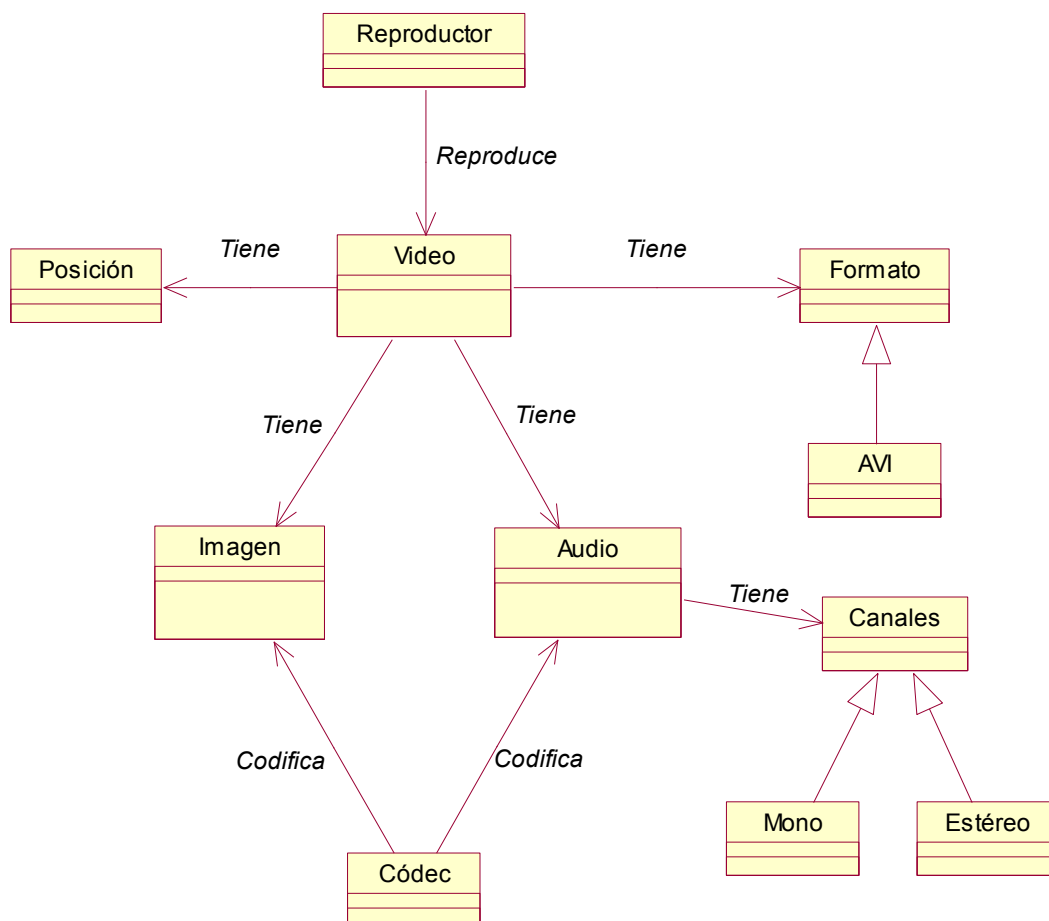 Reproductor
Reproduce
Tiene
Tiene
Posición
Video
Formato
Tiene
Tiene
AVI
Imagen
Audio
Tiene
Canales
Codifica
Codifica
Mono
Estéreo
Códec